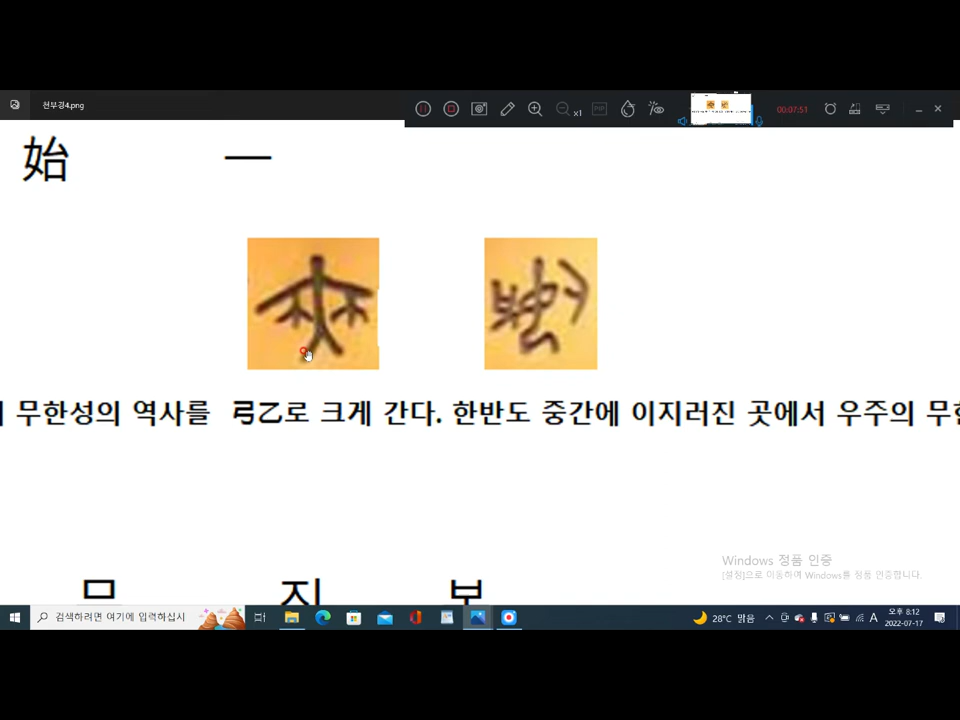 천부경4.png
x1
00:07:51
始 一
무한성의 역사를 弓乙로 크게 간다. 한반도 중간에 이지러진 곳에서 우주의
Windows 정품 인증
[설정]으로 이동하여 Windows를 정품 인증합니다.
검색하려면 여기에 입력하십시
28°C 맑음
A
오후 8:12
2022-07-17